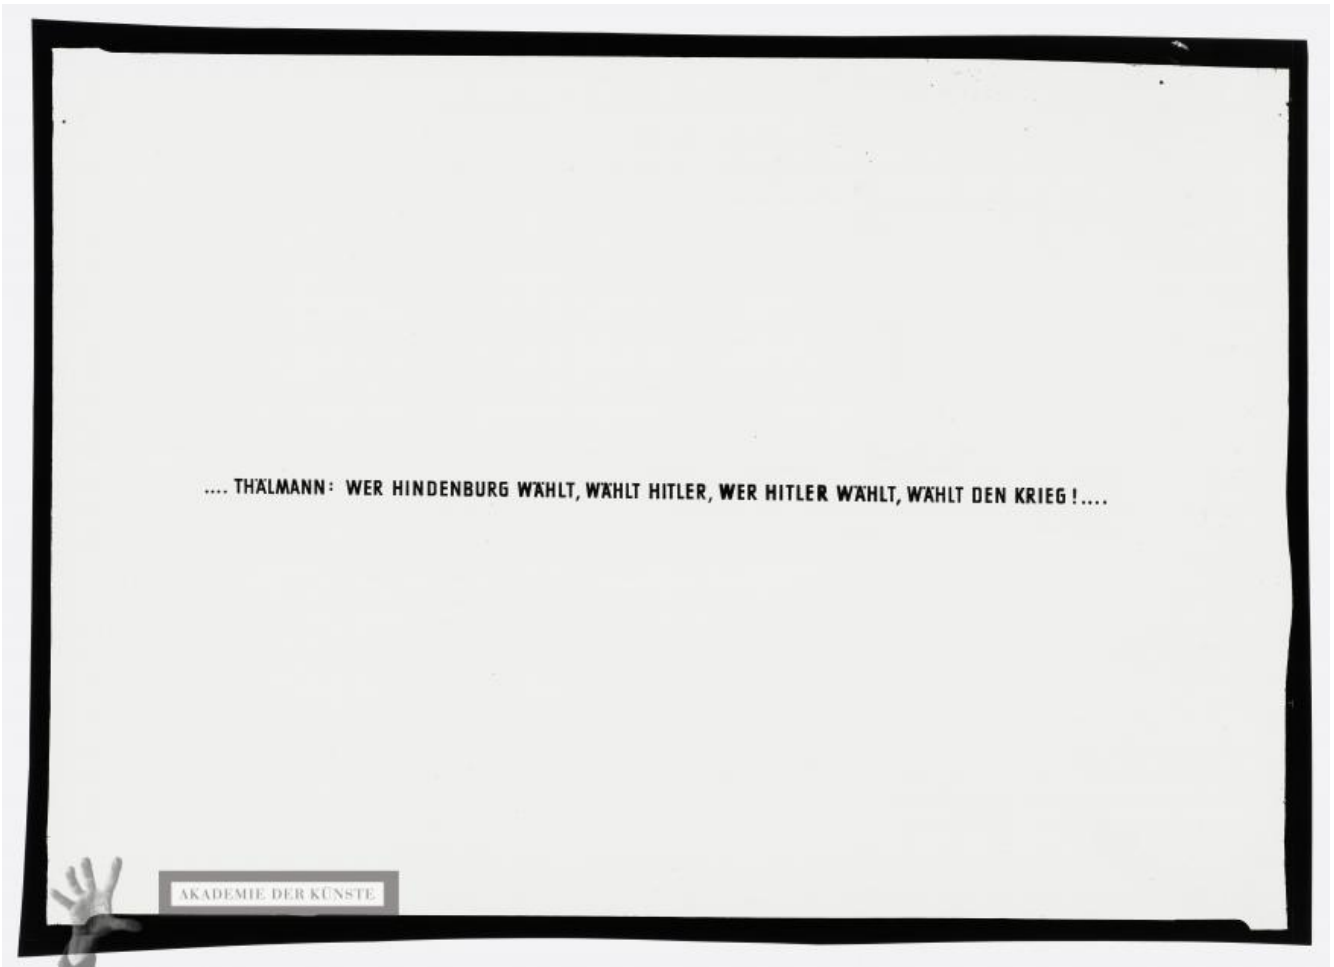 .... THÄLMANN: WER HINDENBURG WÄHLT, WÄHLT HITLER, WER HITLER WÄHLT, WÄHLT DEN KRIEG!....
AKADEMIE DER KÜNSTE